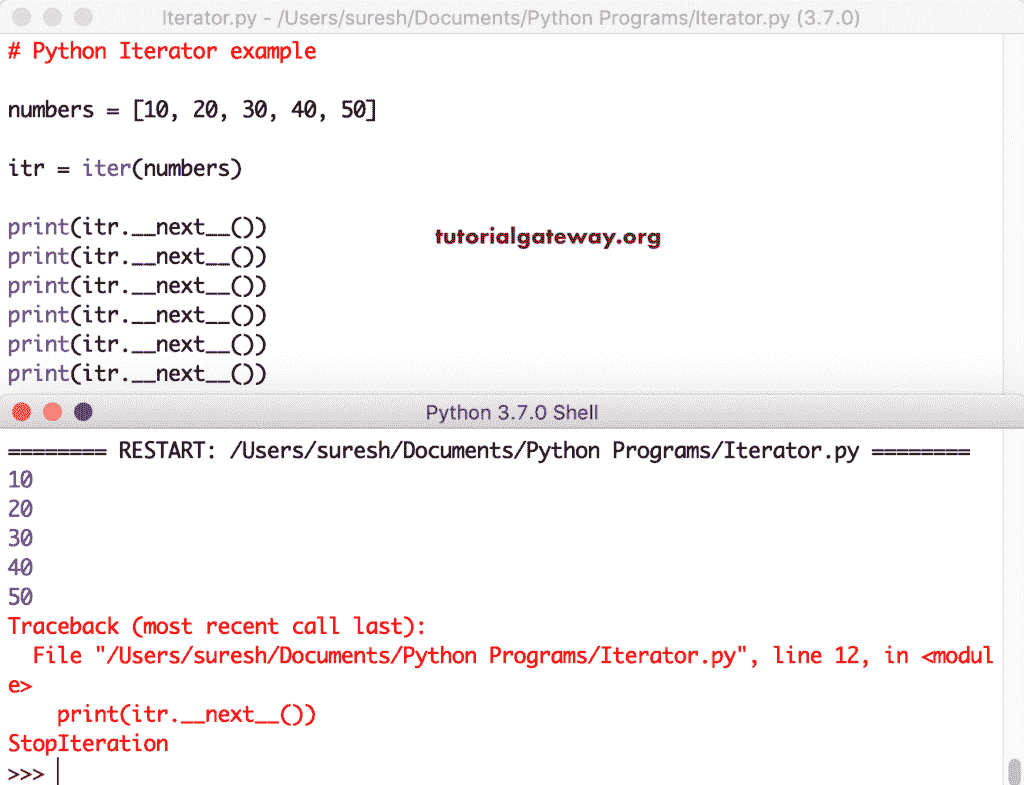 Iterator.py - /Users/suresh/Documents/Python Programs/Iterator.py (3.7.0)
# Python Iterator example
numbers = [10, 20, 30, 40, 50]
itr = iter(numbers)
print(itr.__next__())
print(itr.__next__())
print(itr.__next__())
print(itr.__next__())
print(itr.__next__())
print(itr.__next__())
tutorialgateway.org
Python 3.7.0 Shell
======== RESTART: /Users/suresh/Documents/Python Programs/Iterator.py ========
10
20
30
40
50
Traceback (most recent call last):
  File "/Users/suresh/Documents/Python Programs/Iterator.py", line 12, in <modul
e>
    print(itr.__next__())
StopIteration
>>>